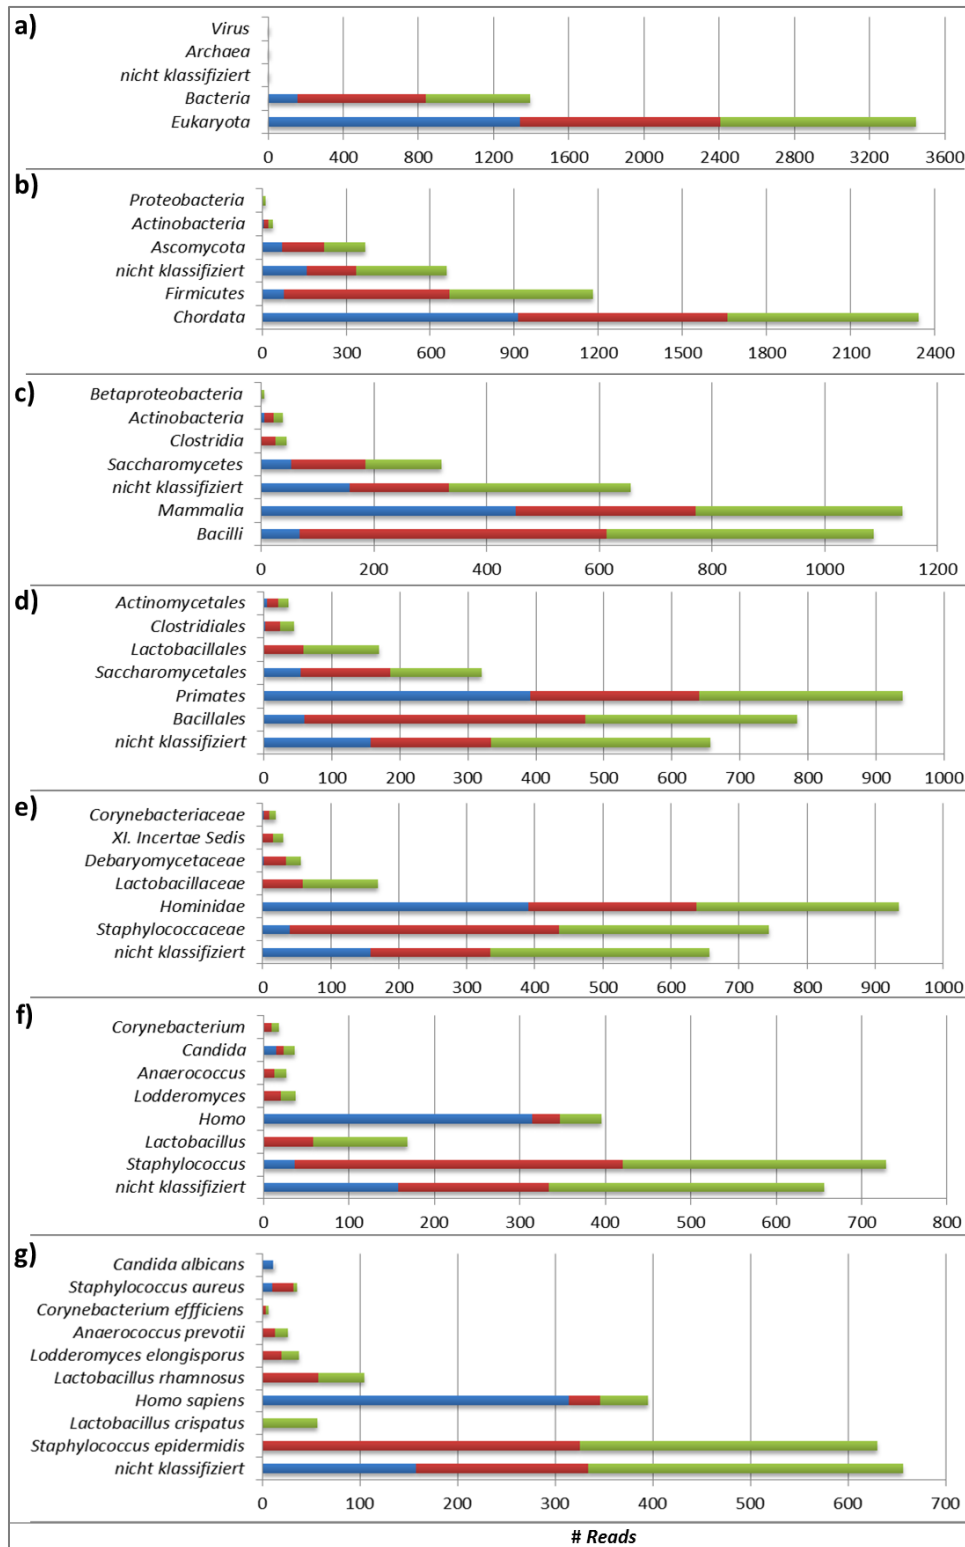 a)
Virus
Archaea
nicht klassifiziert
Bacteria
Eukaryota
0 400 800 1200 1600 2000 2400 2800 3200 3600
b)
Proteobacteria
Actinobacteria
Ascomycota
nicht klassifiziert
Firmicutes
Chordata
0 300 600 900 1200 1500 1800 2100 2400
c)
Betaproteobacteria
Actinobacteria
Clostridia
Saccharomycetes
nicht klassifiziert
Mammalia
Bacilli
0 200 400 600 800 1000 1200
d)
Actinomycetales
Clostridiales
Lactobacillales
Saccharomycetales
Primates
Bacillales
nicht klassifiziert
0 100 200 300 400 500 600 700 800 900 1000
e)
Corynebacteriaceae
XI. Incertae Sedis
Debaryomycetaceae
Lactobacillaceae
Hominidae
Staphylococcaceae
nicht klassifiziert
0 100 200 300 400 500 600 700 800 900 1000
f)
Corynebacterium
Candida
Anaerococcus
Lodderomyces
Homo
Lactobacillus
Staphylococcus
nicht klassifiziert
0 100 200 300 400 500 600 700 800
g)
Candida albicans
Staphylococcus aureus
Corynebacterium effficiens
Anaerococcus prevotii
Lodderomyces elongisporus
Lactobacillus rhamnosus
Homo sapiens
Lactobacillus crispatus
Staphylococcus epidermidis
nicht klassifiziert
0 100 200 300 400 500 600 700
# Reads